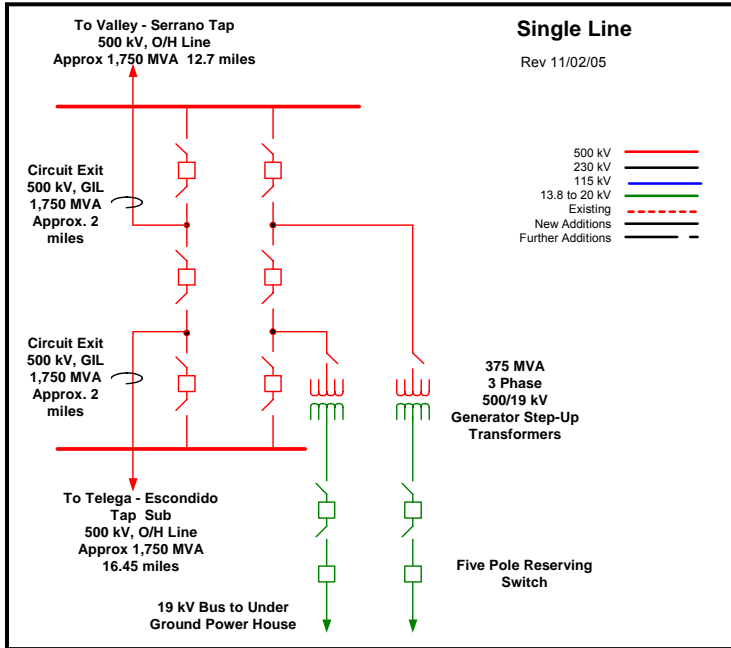 To Valley - Serrano Tap
500 kV, O/H Line
Approx 1,750 MVA  12.7 miles
Single Line
Rev 11/02/05
500 kV
230 kV
115 kV
13.8 to 20 kV
Existing
New Additions
Further Additions
Circuit Exit
500 kV, GIL
1,750 MVA
Approx. 2
miles
Circuit Exit
500 kV, GIL
1,750 MVA
Approx. 2
miles
375 MVA
3 Phase
500/19 kV
Generator Step-Up
Transformers
To Telega - Escondido
Tap  Sub
500 kV, O/H Line
Approx 1,750 MVA
16.45 miles
Five Pole Reserving
Switch
19 kV Bus to Under
Ground Power House